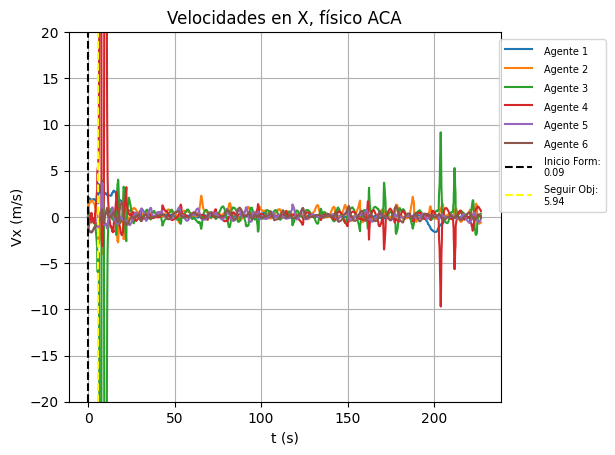 Velocidades en X, físico ACA
20
15
10
5
0
−5
−10
−15
−20
Vx (m/s)
0
50
100
150
200
t (s)
Agente 1
Agente 2
Agente 3
Agente 4
Agente 5
Agente 6
Inicio Form:
0.09
Seguir Obj:
5.94